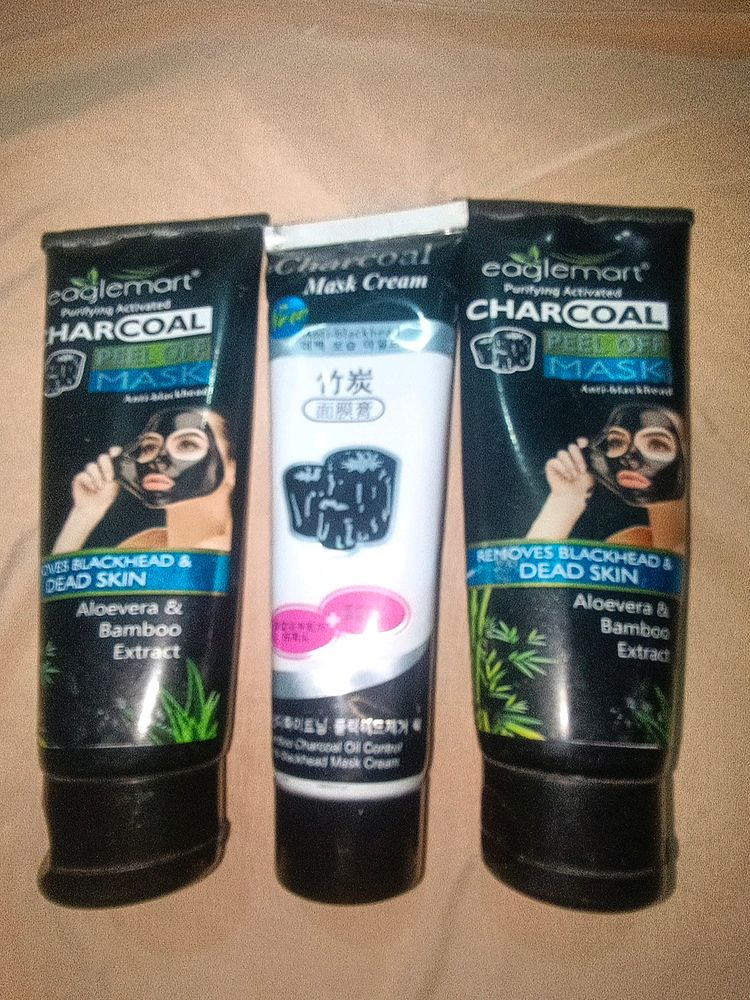 eaglemart®
Purifying Activated
CHARCOAL
PEEL OFF
MASK
Anti-blackhead
OVES BLACKHEAD &
DEAD SKIN
Aloevera &
Bamboo
Extract
Charcoal
Mask Cream
Anti-blackhead
竹炭
面膜膏
Charcoal Oil Control
Mask Cream
eaglemart®
Purifying Activated
CHARCOAL
PEEL OFF
MASK
Anti-blackhead
REMOVES BLACKHEAD &
DEAD SKIN
Aloevera &
Bamboo
Extract